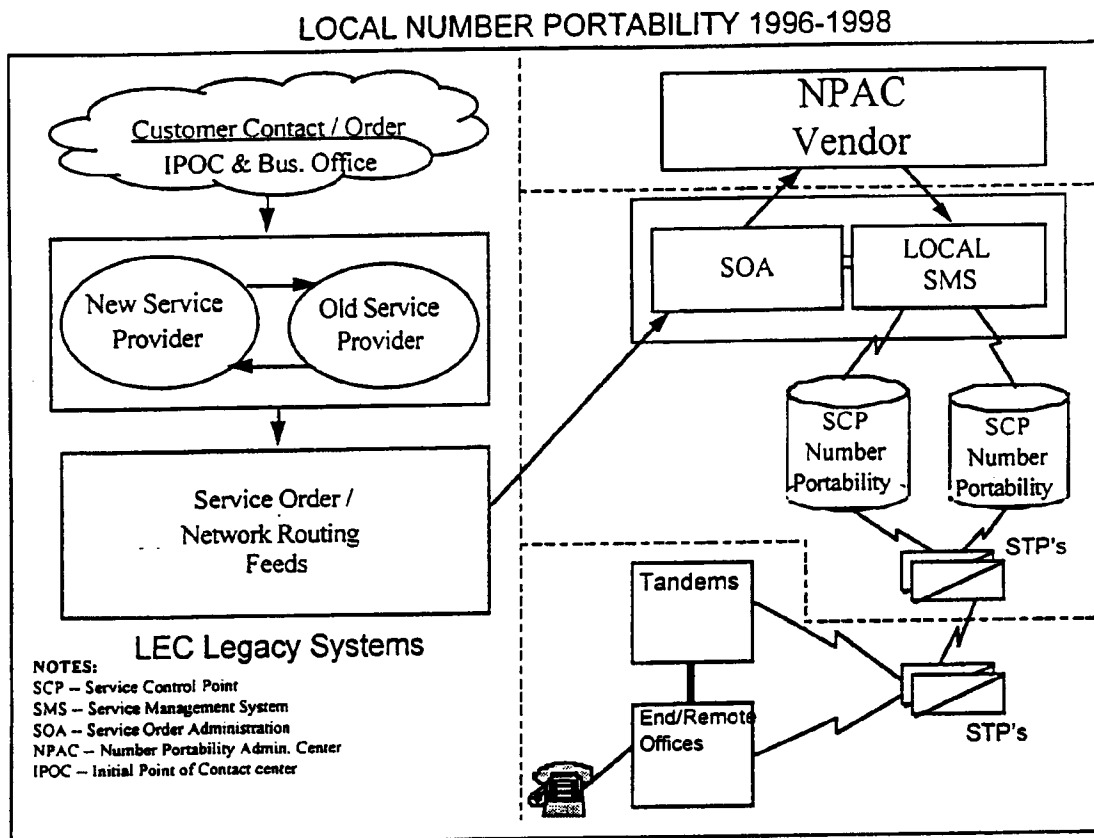 LOCAL NUMBER PORTABILITY 1996-1998
Customer Contact / Order
IPOC & Bus. Office
New Service
Provider
Old Service
Provider
Service Order /
Network Routing
Feeds
LEC Legacy Systems
NOTES:
SCP – Service Control Point
SMS – Service Management System
SOA – Service Order Administration
NPAC – Number Portability Admin. Center
IPOC – Initial Point of Contact center
NPAC
Vendor
SOA
LOCAL
SMS
SCP
Number
Portability
SCP
Number
Portability
STP's
Tandems
End/Remote
Offices
STP's